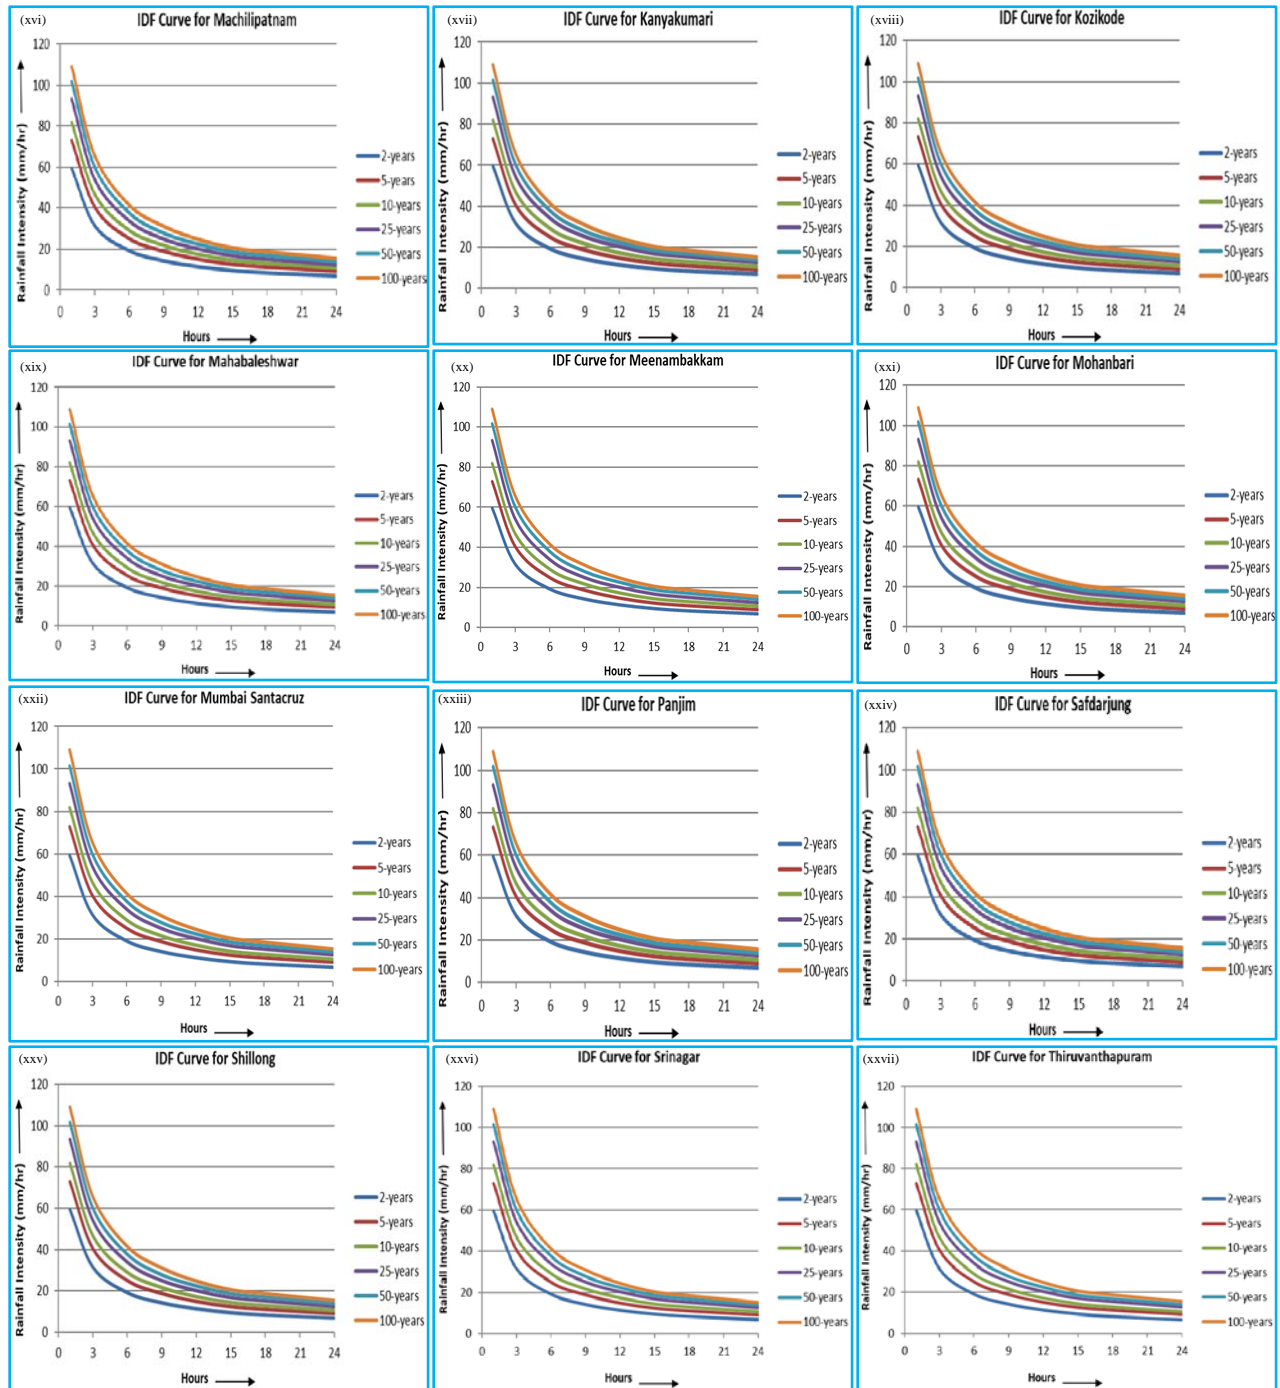 (xvi) IDF Curve for Machilipatnam
Rainfall Intensity (mm/hr)
120
100
80
60
40
20
0
0 3 6 9 12 15 18 21 24
Hours
2-years
5-years
10-years
25-years
50-years
100-years
(xvii) IDF Curve for Kanyakumari
Rainfall Intensity (mm/hr)
120
100
80
60
40
20
0
0 3 6 9 12 15 18 21 24
Hours
2-years
5-years
10-years
25-years
50-years
100-years
(xviii) IDF Curve for Kozikode
Rainfall Intensity (mm/hr)
120
100
80
60
40
20
0
0 3 6 9 12 15 18 21 24
Hours
2-years
5-years
10-years
25-years
50-years
100-years
(xix) IDF Curve for Mahabaleshwar
Rainfall Intensity (mm/hr)
120
100
80
60
40
20
0
0 3 6 9 12 15 18 21 24
Hours
2-years
5-years
10-years
25-years
50-years
100-years
(xx) IDF Curve for Meenambakkam
Rainfall Intensity (mm/hr)
120
100
80
60
40
20
0
0 3 6 9 12 15 18 21 24
Hours
2-years
5-years
10-years
25-years
50-years
100-years
(xxi) IDF Curve for Mohanbari
Rainfall Intensity (mm/hr)
120
100
80
60
40
20
0
0 3 6 9 12 15 18 21 24
Hours
2-years
5-years
10-years
25-years
50-years
100-years
(xxii) IDF Curve for Mumbai Santacruz
Rainfall Intensity (mm/hr)
120
100
80
60
40
20
0
0 3 6 9 12 15 18 21 24
Hours
2-years
5-years
10-years
25-years
50-years
100-years
(xxiii) IDF Curve for Panjim
Rainfall Intensity (mm/hr)
120
100
80
60
40
20
0
0 3 6 9 12 15 18 21 24
Hours
2-years
5-years
10-years
25-years
50-years
100-years
(xxiv) IDF Curve for Safdarjung
Rainfall Intensity (mm/hr)
120
100
80
60
40
20
0
0 3 6 9 12 15 18 21 24
Hours
2-years
5-years
10-years
25-years
50-years
100-years
(xxv) IDF Curve for Shillong
Rainfall Intensity (mm/hr)
120
100
80
60
40
20
0
0 3 6 9 12 15 18 21 24
Hours
2-years
5-years
10-years
25-years
50-years
100-years
(xxvi) IDF Curve for Srinagar
Rainfall Intensity (mm/hr)
120
100
80
60
40
20
0
0 3 6 9 12 15 18 21 24
Hours
2-years
5-years
10-years
25-years
50-years
100-years
(xxvii) IDF Curve for Thiruvanthapuram
Rainfall Intensity (mm/hr)
120
100
80
60
40
20
0
0 3 6 9 12 15 18 21 24
Hours
2-years
5-years
10-years
25-years
50-years
100-years